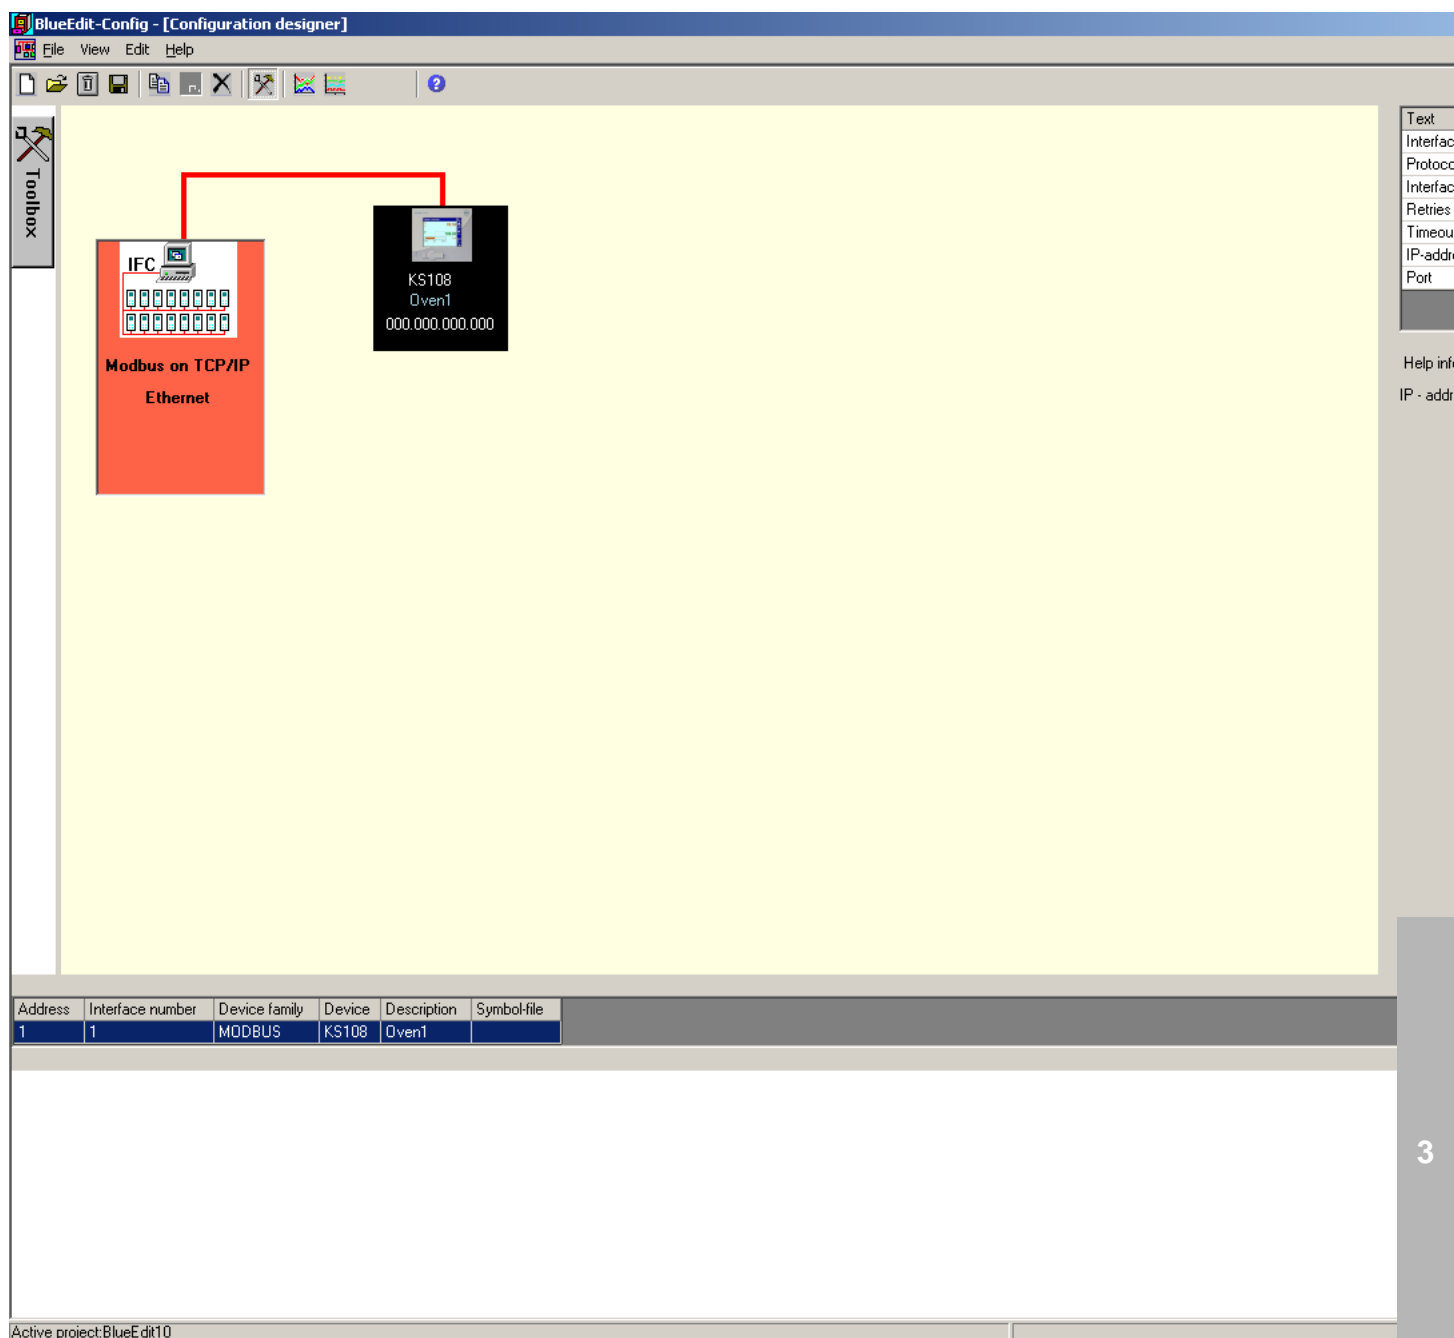 BlueEdit-Config - [Configuration designer]
File View Edit Help
Toolbox
IFC
Modbus on TCP/IP
Ethernet
KS108
Oven1
000.000.000.000
Text
Interfac
Protoco
Interfac
Retries
Timeou
IP-addr
Port
Help inf
IP - addr
Address Interface number Device family Device Description Symbol-file
1 1 MODBUS KS108 Oven1
3
Active project:BlueEdit10